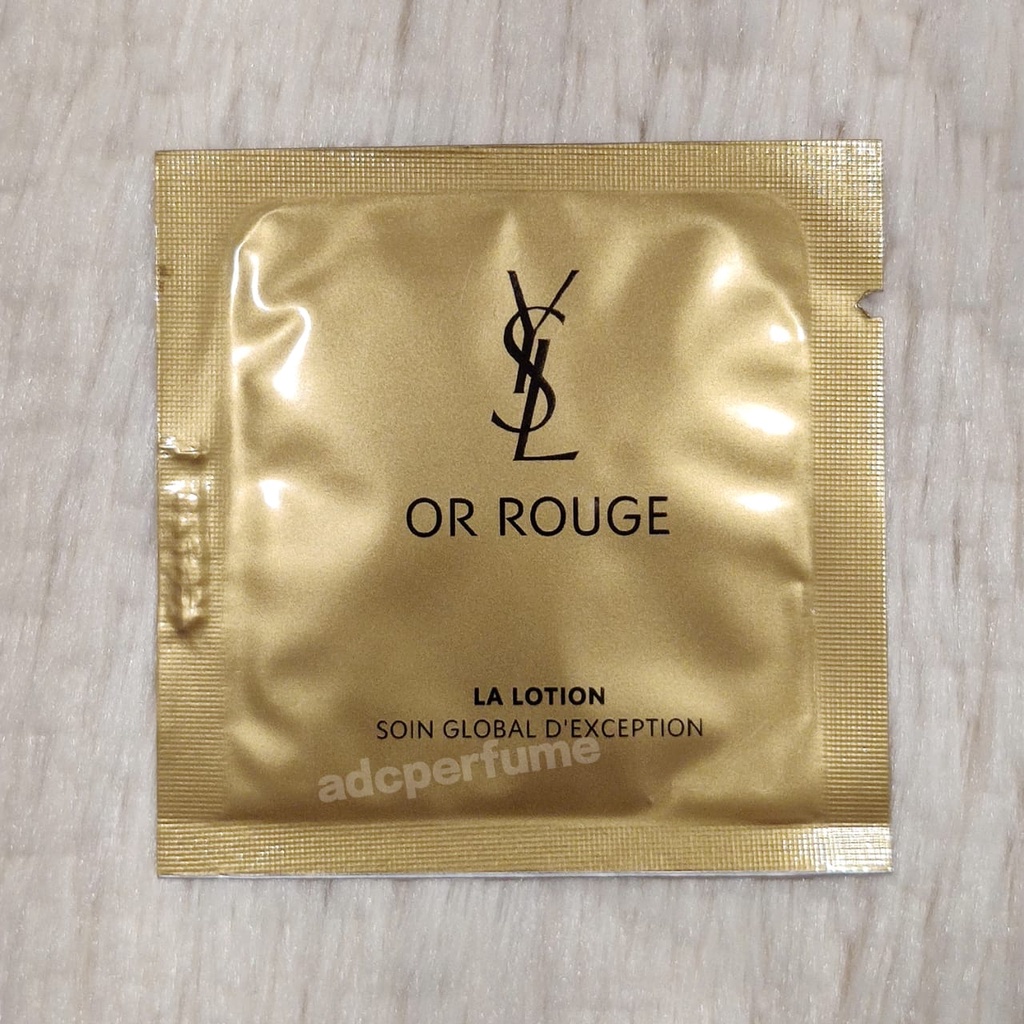 YSL
OR ROUGE
LA LOTION
SOIN GLOBAL D'EXCEPTION
adcperfume